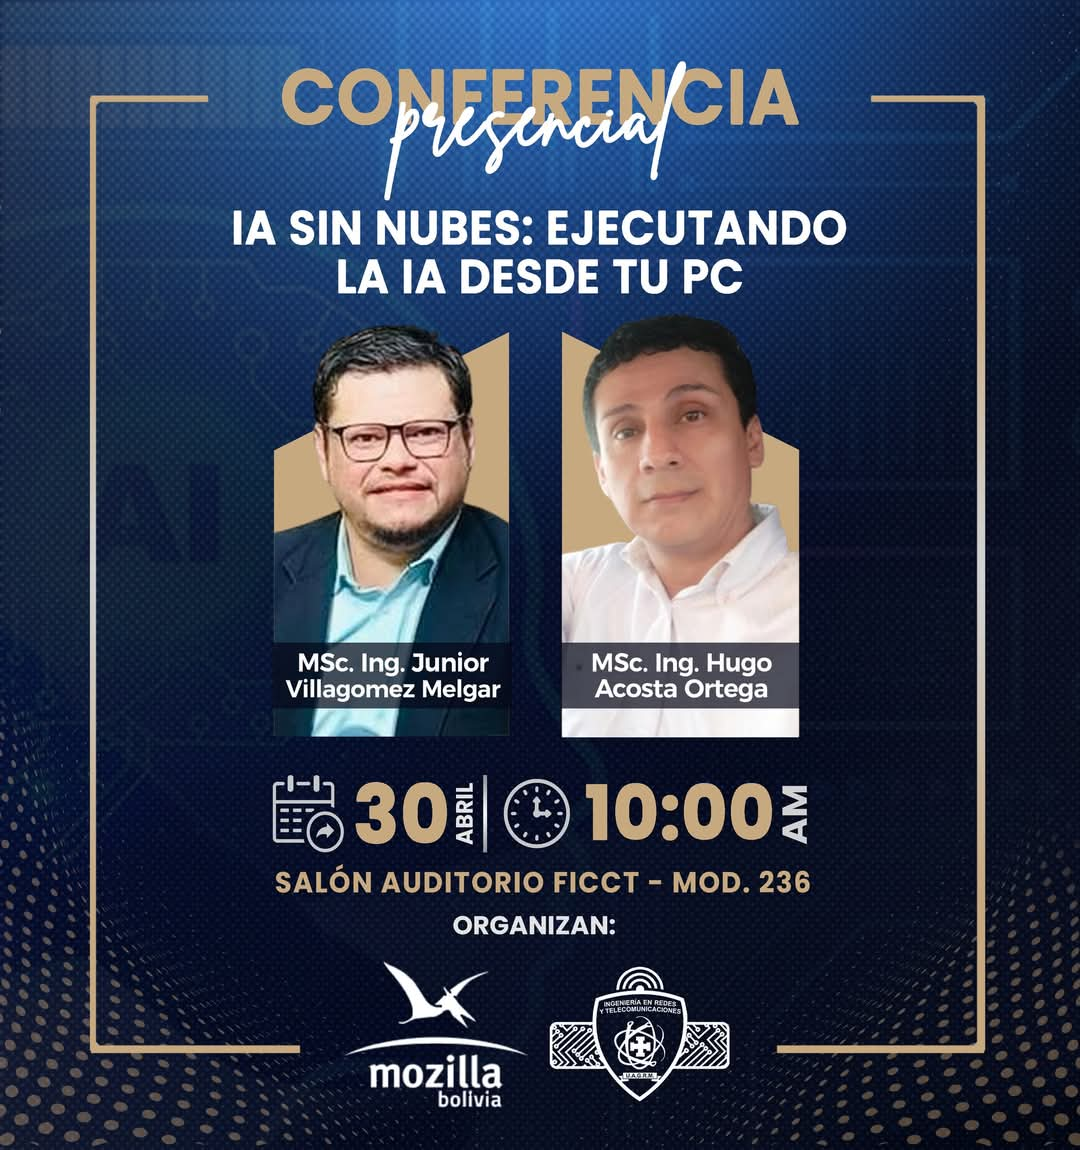 CONFERENCIA
presencial
IA SIN NUBES: EJECUTANDO
LA IA DESDE TU PC
MSc. Ing. Junior
Villagomez Melgar
MSc. Ing. Hugo
Acosta Ortega
30 ABRIL
10:00 AM
SALÓN AUDITORIO FICCT - MOD. 236
ORGANIZAN:
mozilla
bolivia
INGENIERÍA EN REDES
Y TELECOMUNICACIONES
U.A.G.R.M.